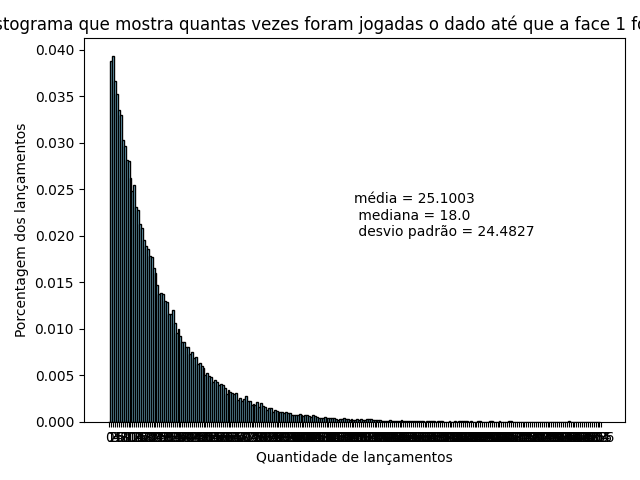 stograma que mostra quantas vezes foram jogadas o dado até que a face 1 fo
0.040
0.035
0.030
0.025
0.020
0.015
0.010
0.005
0.000
Porcentagem dos lançamentos
média = 25.1003
mediana = 18.0
desvio padrão = 24.4827
Quantidade de lançamentos